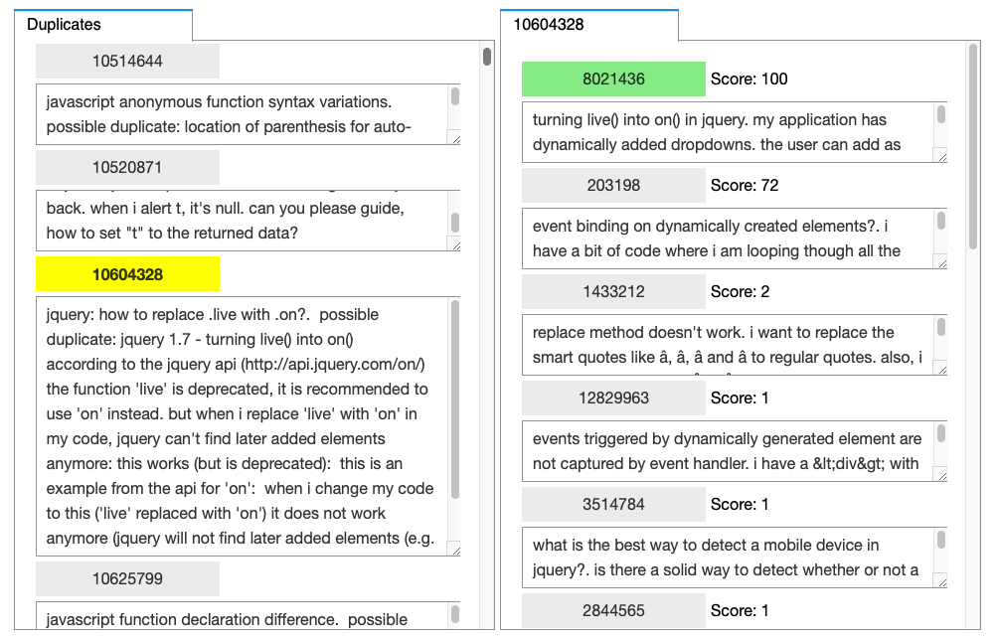 Duplicates
10514644
javascript anonymous function syntax variations.
possible duplicate: location of parenthesis for auto-
10520871
back. when i alert t, it's null. can you please guide,
how to set "t" to the returned data?
10604328
jquery: how to replace .live with .on?.  possible
duplicate: jquery 1.7 - turning live() into on()
according to the jquery api (http://api.jquery.com/on/)
the function 'live' is deprecated, it is recommended to
use 'on' instead. but when i replace 'live' with 'on' in
my code, jquery can't find later added elements
anymore: this works (but is deprecated):  this is an
example from the api for 'on':  when i change my code
to this ('live' replaced with 'on') it does not work
anymore (jquery will not find later added elements (e.g.
10625799
javascript function declaration difference.  possible
10604328
8021436 Score: 100
turning live() into on() in jquery. my application has
dynamically added dropdowns. the user can add as
203198 Score: 72
event binding on dynamically created elements?. i
have a bit of code where i am looping though all the
1433212 Score: 2
replace method doesn't work. i want to replace the
smart quotes like â, â, â and â to regular quotes. also, i
12829963 Score: 1
events triggered by dynamically generated element are
not captured by event handler. i have a &lt;div&gt; with
3514784 Score: 1
what is the best way to detect a mobile device in
jquery?. is there a solid way to detect whether or not a
2844565 Score: 1